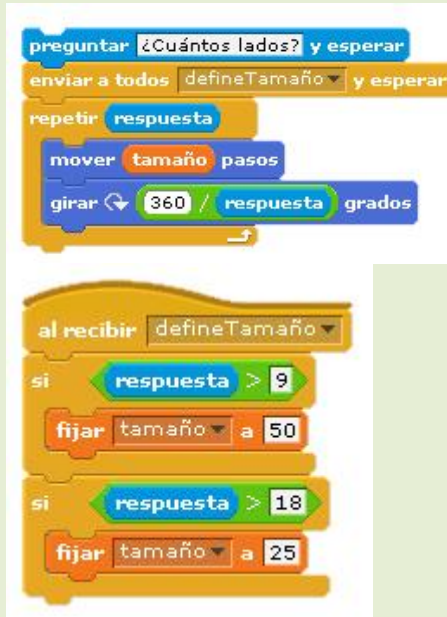 preguntar ¿Cuántos lados? y esperar
enviar a todos defineTamaño y esperar
repetir respuesta
mover tamaño pasos
girar 360 / respuesta grados
al recibir defineTamaño
si respuesta > 9
fijar tamaño a 50
si respuesta > 18
fijar tamaño a 25